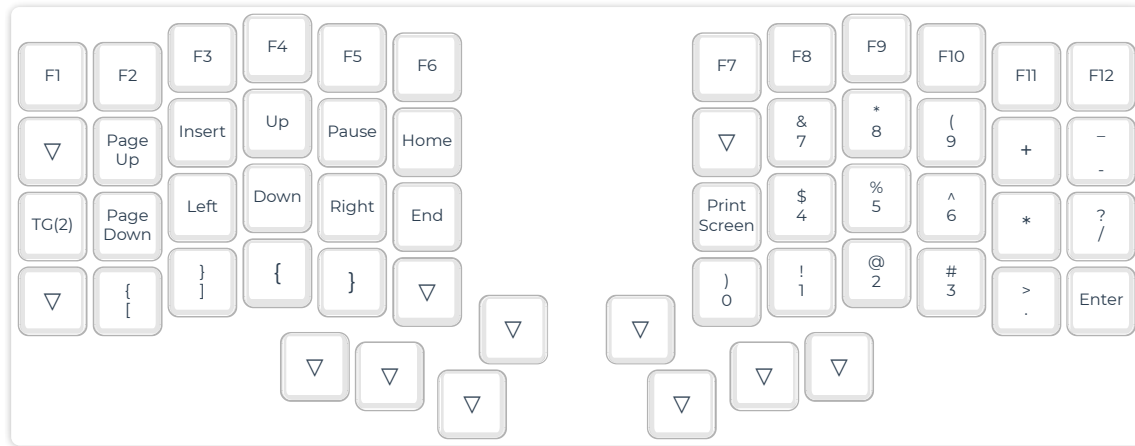 F1
F2
F3
F4
F5
F6
F7
F8
F9
F10
F11
F12
▽
Page
Up
Insert
Up
Pause
Home
▽
&
7
*
8
(
9
+
_
-
TG(2)
Page
Down
Left
Down
Right
End
Print
Screen
$
4
%
5
^
6
*
?
/
▽
{
[
}
]
{
}
▽
)
0
!
1
@
2
#
3
>
.
Enter
▽
▽
▽
▽
▽
▽
▽
▽